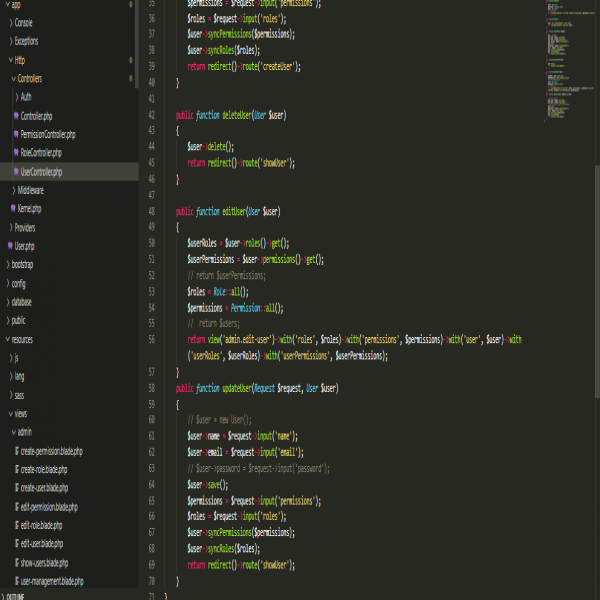 app
Console
Exceptions
Http
Controllers
Auth
Controller.php
PermissionController.php
RoleController.php
UserController.php
Middleware
Kernel.php
Providers
User.php
bootstrap
config
database
public
resources
js
lang
sass
views
admin
create-permission.blade.php
create-role.blade.php
create-user.blade.php
edit-permission.blade.php
edit-role.blade.php
edit-user.blade.php
show-users.blade.php
user-management.blade.php
OUTLINE
35 $permissions = $request->input('permissions');
36 $roles = $request->input('roles');
37 $user->syncPermissions($permissions);
38 $user->syncRoles($roles);
39 return redirect()->route('createUser');
40 }
41
42 public function deleteUser(User $user)
43 {
44 $user->delete();
45 return redirect()->route('showUser');
46 }
47
48 public function editUser(User $user)
49 {
50 $userRoles = $user->roles()->get();
51 $userPermissions = $user->permissions()->get();
52 // return $userPermissions;
53 $roles = Role::all();
54 $permissions = Permission::all();
55 //  return $users;
56 return view('admin.edit-user')->with('roles', $roles)->with('permissions', $permissions)->with('user', $user)->with
('userRoles', $userRoles)->with('userPermissions', $userPermissions);
57 }
58 public function updateUser(Request $request, User $user)
59 {
60 // $user = new User();
61 $user->name = $request->input('name');
62 $user->email = $request->input('email');
63 // $user->password = $request->input('password');
64 $user->save();
65 $permissions = $request->input('permissions');
66 $roles = $request->input('roles');
67 $user->syncPermissions($permissions);
68 $user->syncRoles($roles);
69 return redirect()->route('showUser');
70 }
71 }